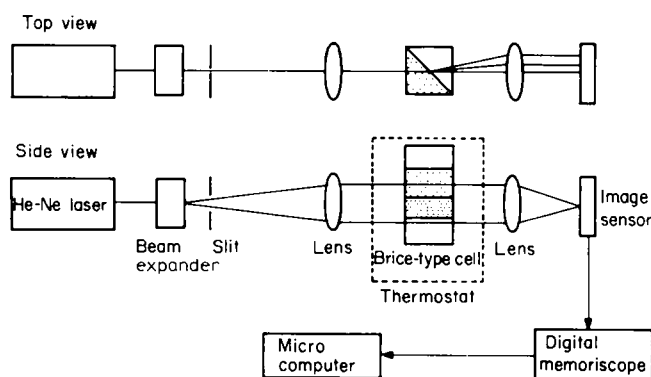 Top view
Side view
He-Ne laser
Beam
expander
Slit
Lens
Brice-type cell
Thermostat
Lens
Image
sensor
Micro
computer
Digital
memoriscope